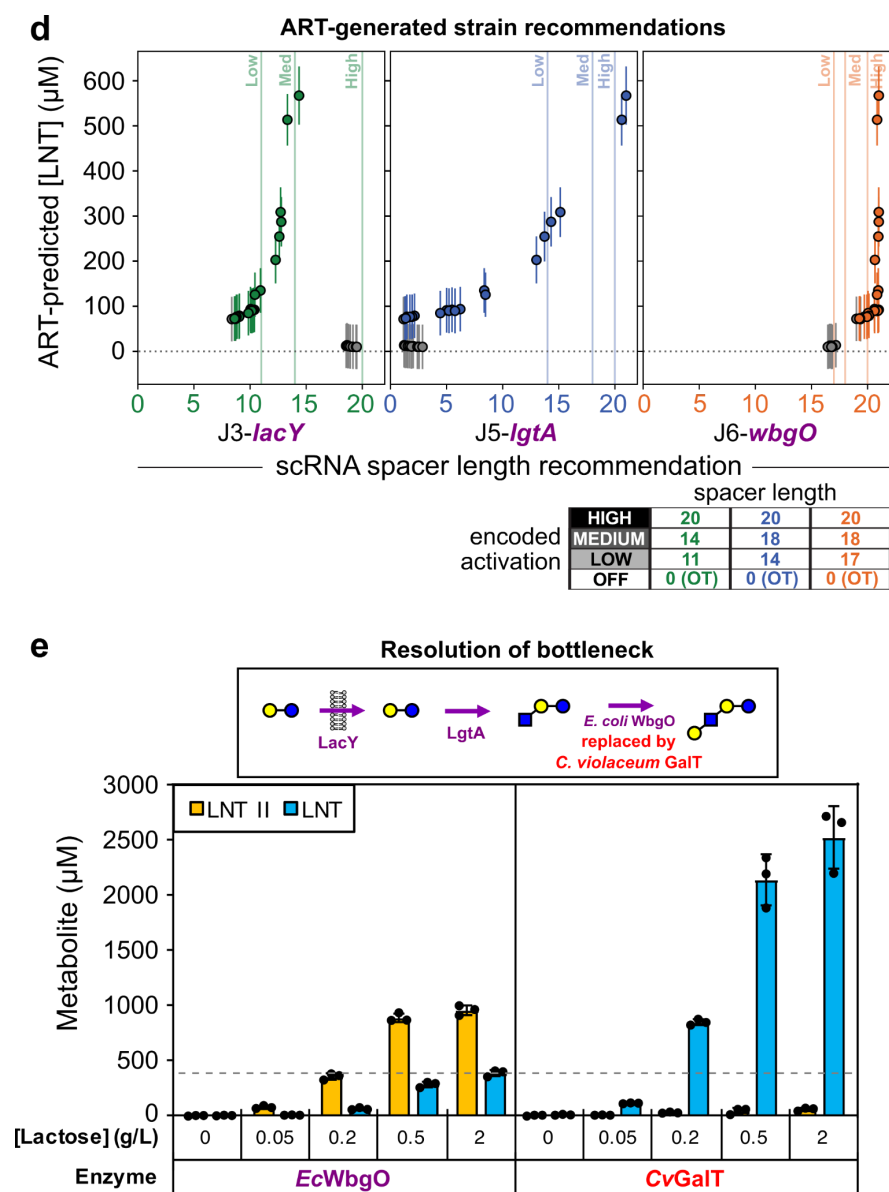 d
ART-generated strain recommendations
ART-predicted [LNT] (µM)
600
500
400
300
200
100
0
Low
Med
High
Low
Med
High
Low
Med
High
0 5 10 15 20
0 5 10 15 20
0 5 10 15 20
J3-lacY
J5-lgtA
J6-wbgO
scRNA spacer length recommendation
spacer length
encoded activation
HIGH 20 20 20
MEDIUM 14 18 18
LOW 11 14 17
OFF 0 (OT) 0 (OT) 0 (OT)
e
Resolution of bottleneck
LacY
LgtA
E. coli WbgO
replaced by
C. violaceum GalT
LNT II LNT
Metabolite (µM)
3000
2500
2000
1500
1000
500
0
[Lactose] (g/L) 0 0.05 0.2 0.5 2 0 0.05 0.2 0.5 2
Enzyme EcWbgO CvGalT